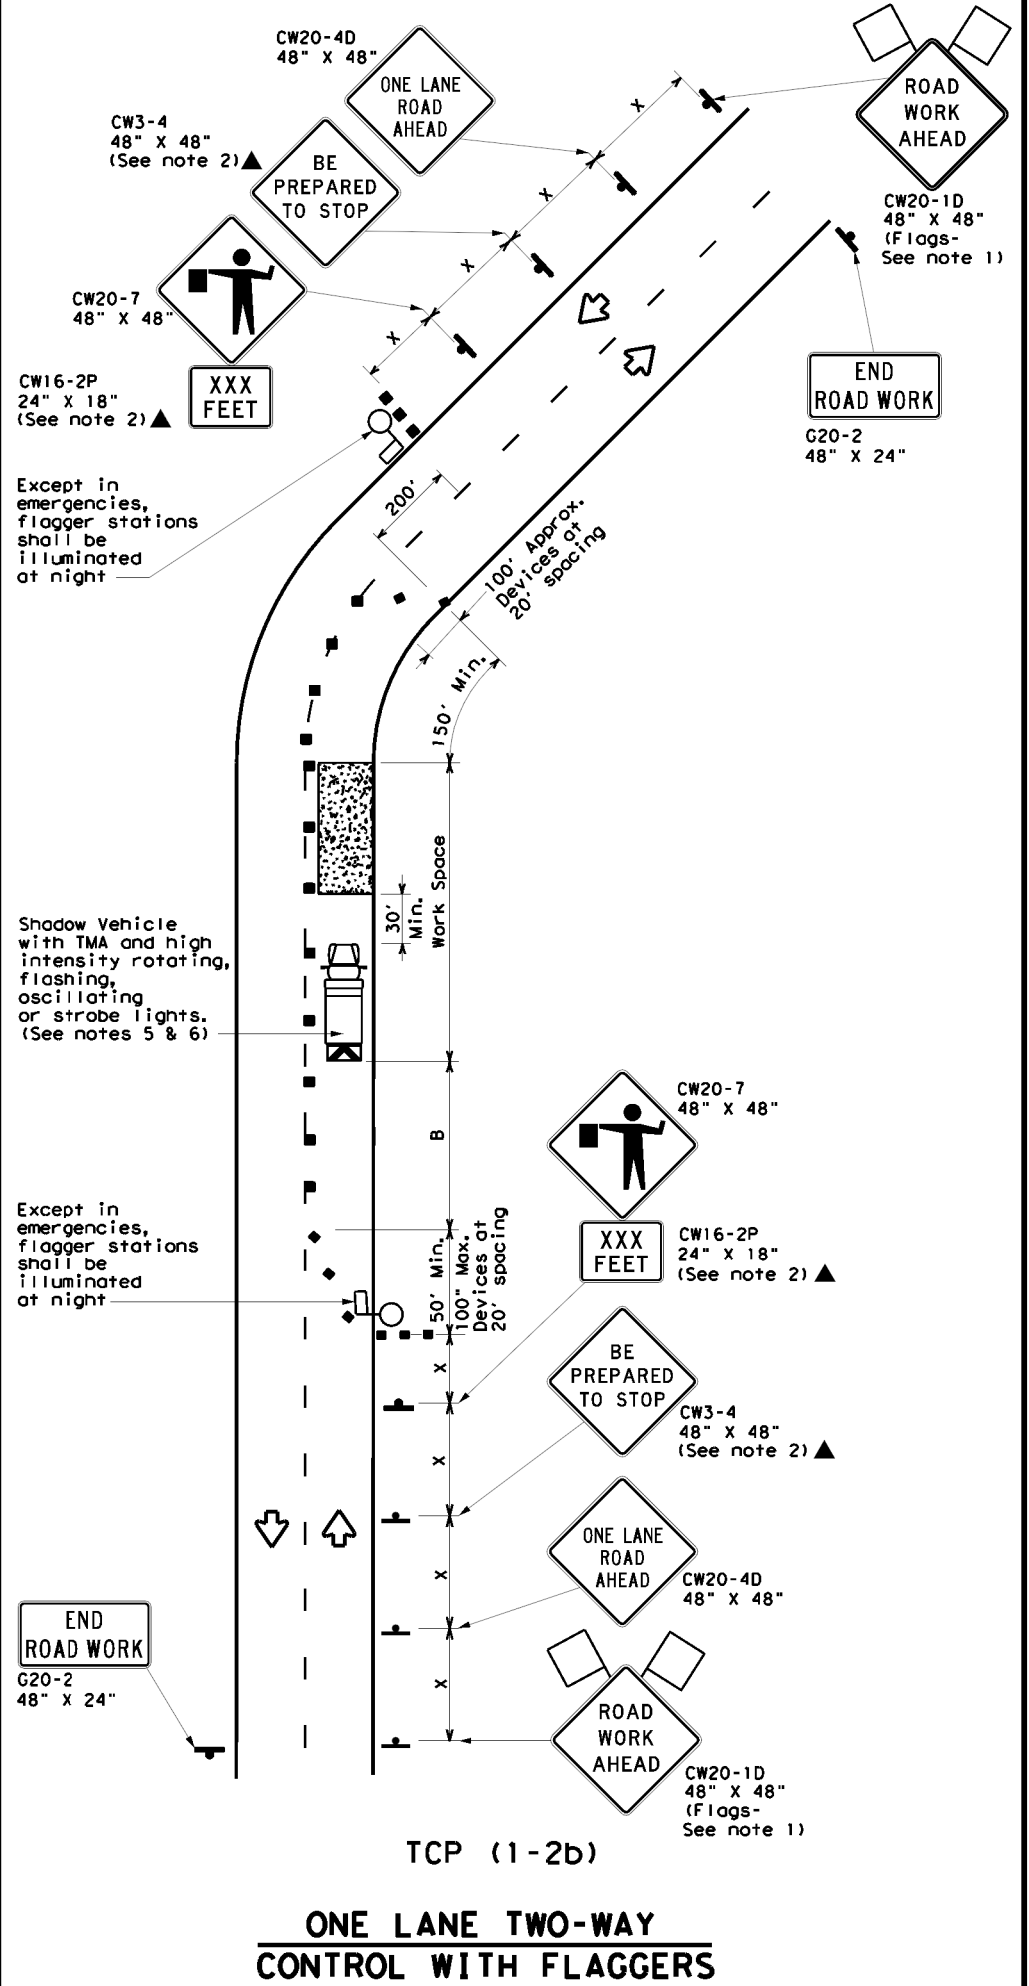 CW20-4D
48" X 48"
ONE LANE
ROAD
AHEAD
ROAD
WORK
AHEAD
CW20-1D
48" X 48"
(Flags-
See note 1)
CW3-4
48" X 48"
(See note 2)▲
BE
PREPARED
TO STOP
X
X
X
X
CW20-7
48" X 48"
XXX
FEET
CW16-2P
24" X 18"
(See note 2)▲
END
ROAD WORK
G20-2
48" X 24"
Except in
emergencies,
flagger stations
shall be
illuminated
at night
200'
100' Approx.
Devices at
20' spacing
150' Min.
Work Space
30'
Min.
Shadow Vehicle
with TMA and high
intensity rotating,
flashing,
oscillating
or strobe lights.
(See notes 5 & 6)
B
CW20-7
48" X 48"
XXX
FEET
CW16-2P
24" X 18"
(See note 2)▲
Except in
emergencies,
flagger stations
shall be
illuminated
at night
50' Min.
100" Max.
Devices at
20' spacing
X
X
X
X
BE
PREPARED
TO STOP
CW3-4
48" X 48"
(See note 2)▲
ONE LANE
ROAD
AHEAD
CW20-4D
48" X 48"
END
ROAD WORK
G20-2
48" X 24"
ROAD
WORK
AHEAD
CW20-1D
48" X 48"
(Flags-
See note 1)
TCP (1-2b)
ONE LANE TWO-WAY
CONTROL WITH FLAGGERS